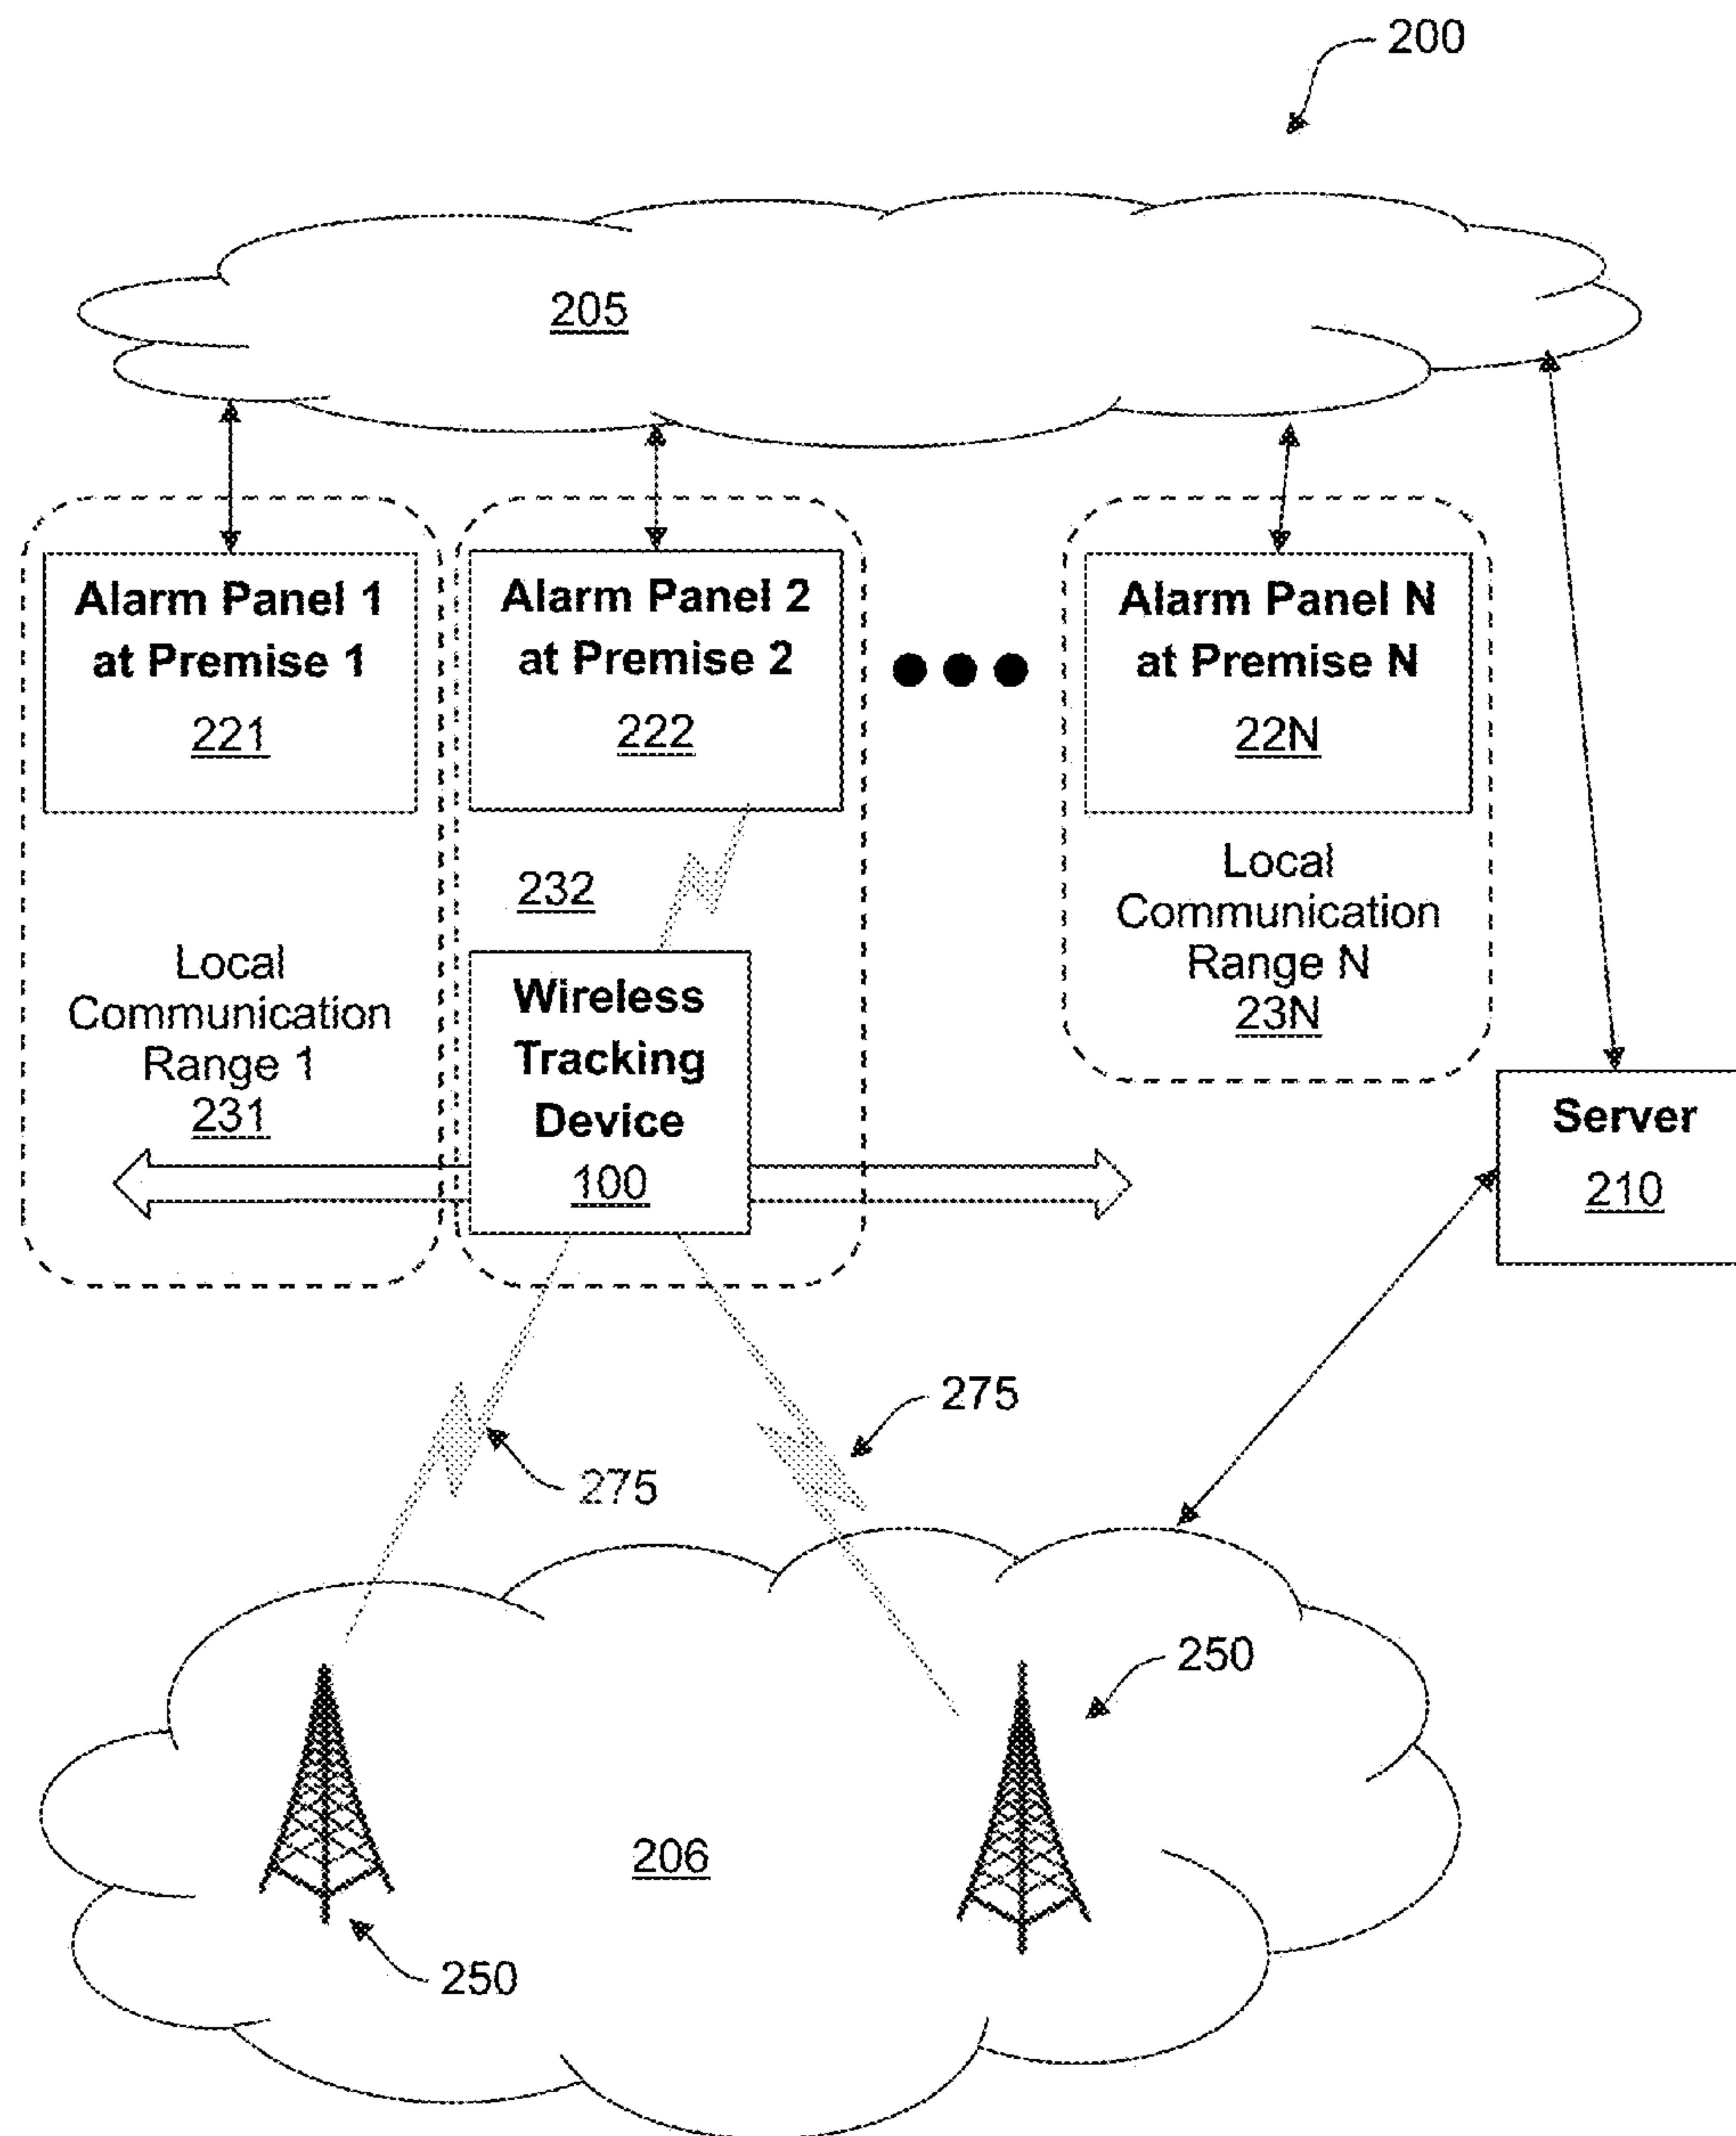 200
205
Alarm Panel 1
at Premise 1
221
Alarm Panel 2
at Premise 2
222
Alarm Panel N
at Premise N
22N
232
Local
Communication
Range N
23N
Local
Communication
Range 1
231
Wireless
Tracking
Device
100
Server
210
275
275
250
206
250